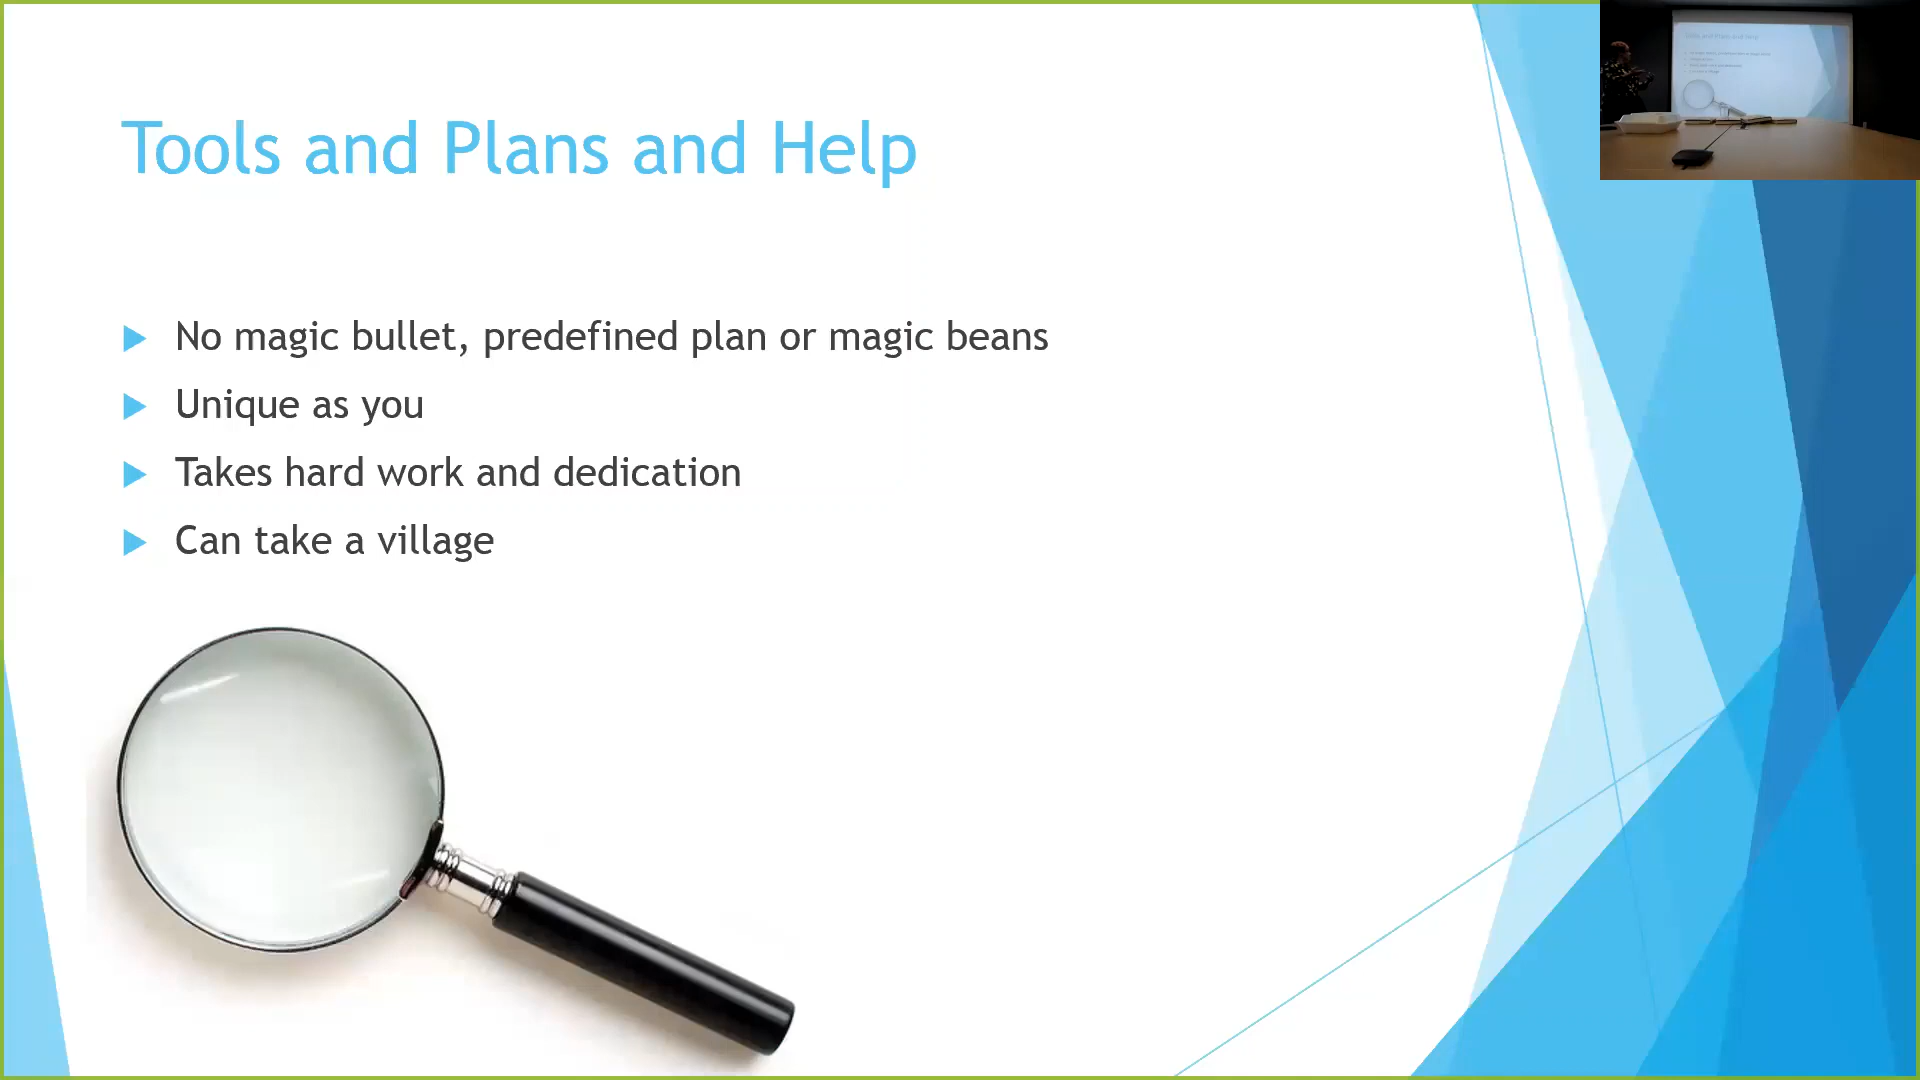 Tools and Plans and Help
No magic bullet, predefined plan or magic beans
Unique as you
Takes hard work and dedication
Can take a village